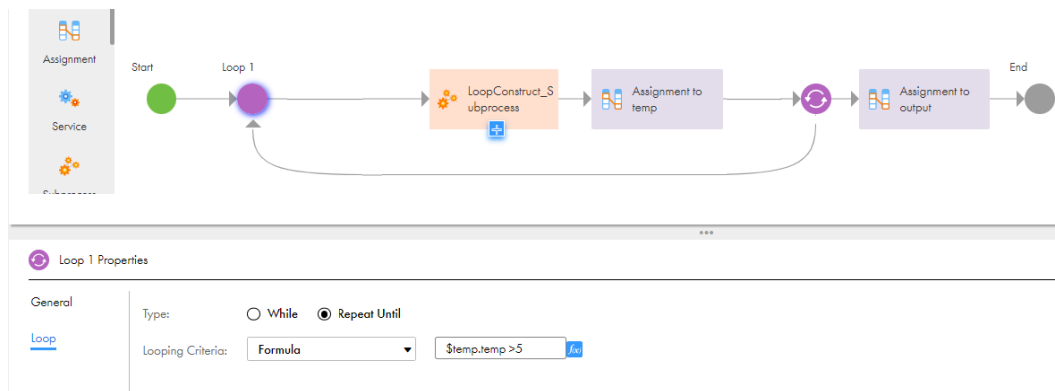 Assignment
Service
Subprocess
Start
Loop 1
LoopConstruct_S
ubprocess
Assignment to
temp
Assignment to
output
End
Loop 1 Properties
General
Loop
Type:
While
Repeat Until
Looping Criteria:
Formula
$temp.temp >5
f(x)